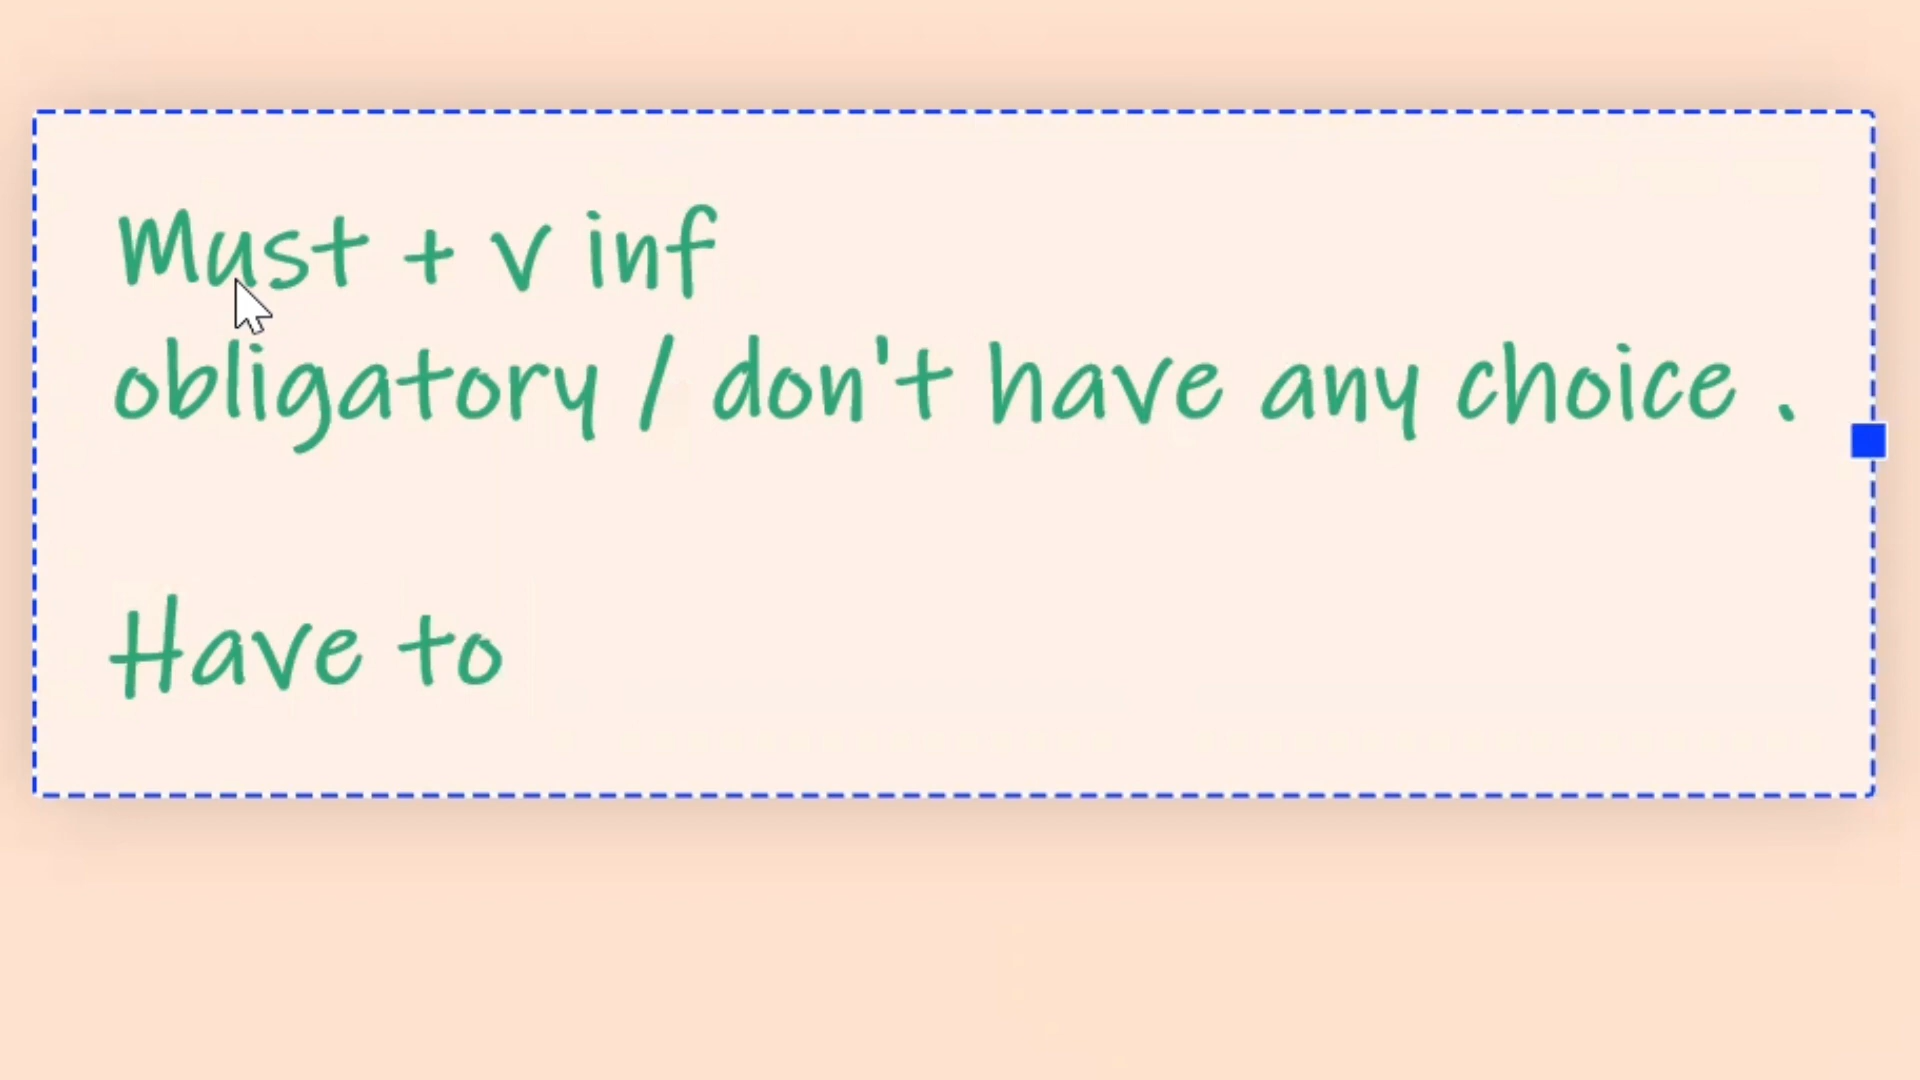 Must + v inf
obligatory / don't have any choice .
Have to